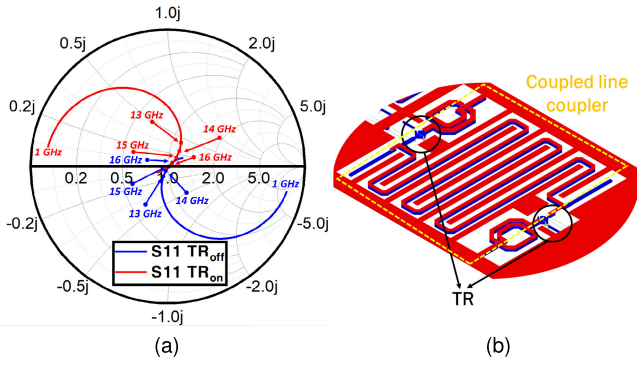 (a)
1.0j
0.5j
2.0j
0.2j
5.0j
13 GHz
14 GHz
15 GHz
1 GHz
16 GHz
16 GHz
0.2
0.5
1.0
2.0
5.0
15 GHz
14 GHz
1 GHz
13 GHz
-0.2j
-5.0j
S11 TRoff
S11 TRon
-0.5j
-2.0j
-1.0j
(a)
(b)
Coupled line
coupler
TR
(b)